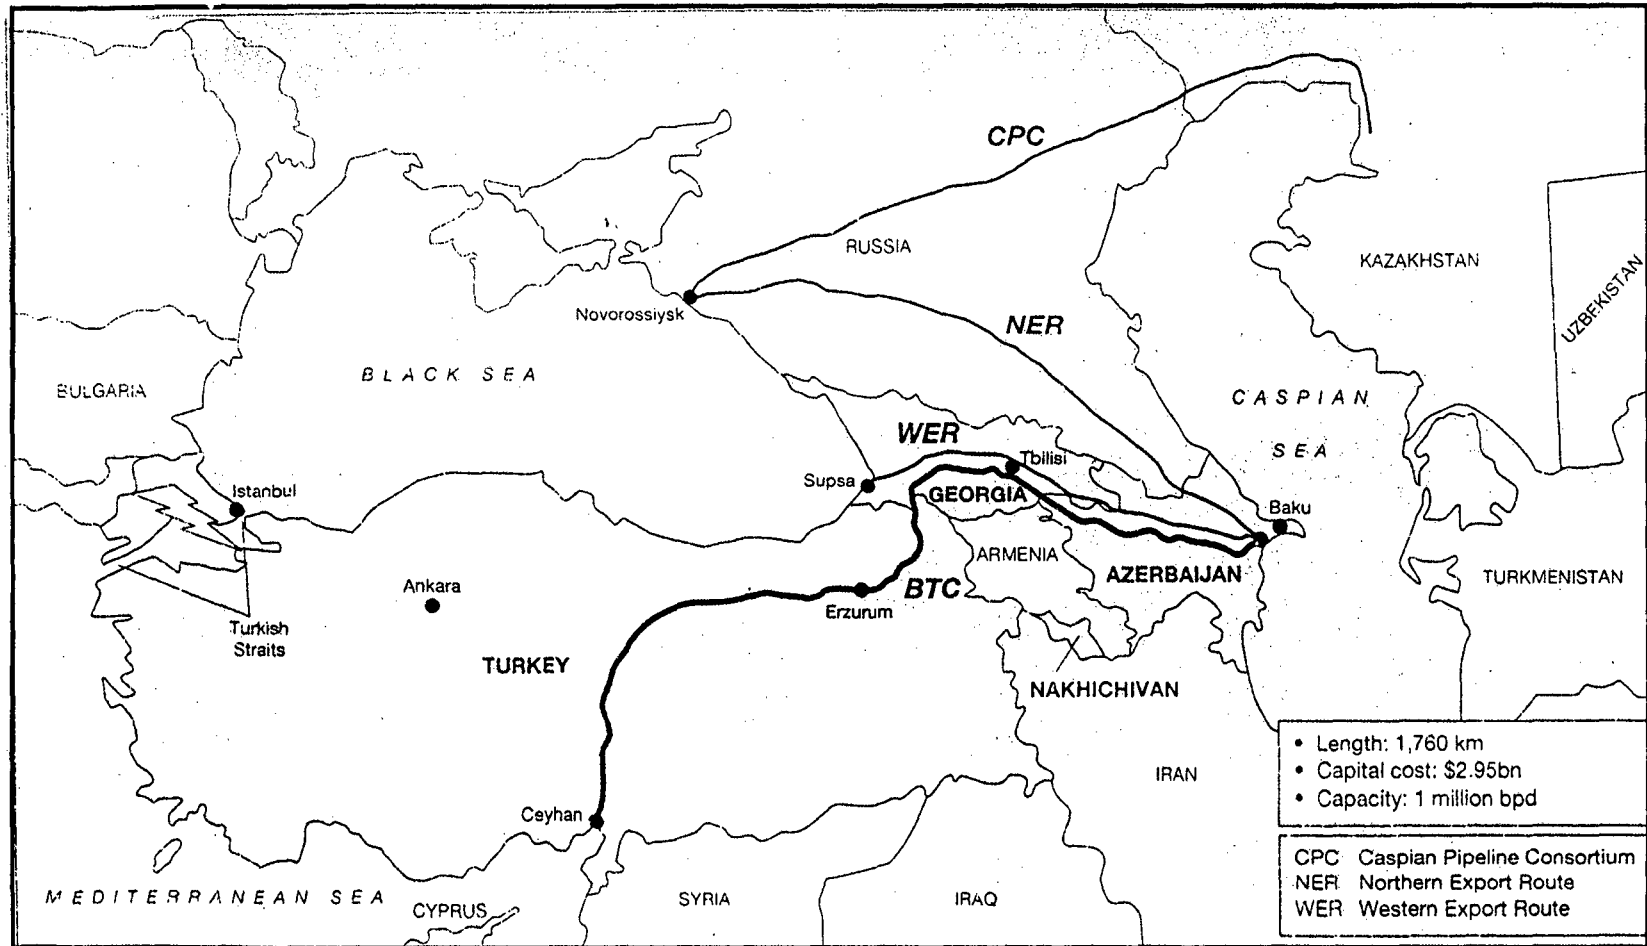 CPC
RUSSIA
KAZAKHSTAN
UZBEKISTAN
Novorossiysk
NER
BLACK SEA
BULGARIA
CASPIAN
SEA
WER
Tbilisi
Supsa
GEORGIA
Istanbul
Baku
ARMENIA
AZERBAIJAN
TURKMENISTAN
Ankara
BTC
Erzurum
Turkish
Straits
TURKEY
NAKHICHIVAN
IRAN
Ceyhan
MEDITERRANEAN SEA
CYPRUS
SYRIA
IRAQ
• Length: 1,760 km
• Capital cost: $2.95bn
• Capacity: 1 million bpd
CPC Caspian Pipeline Consortium
NER Northern Export Route
WER Western Export Route